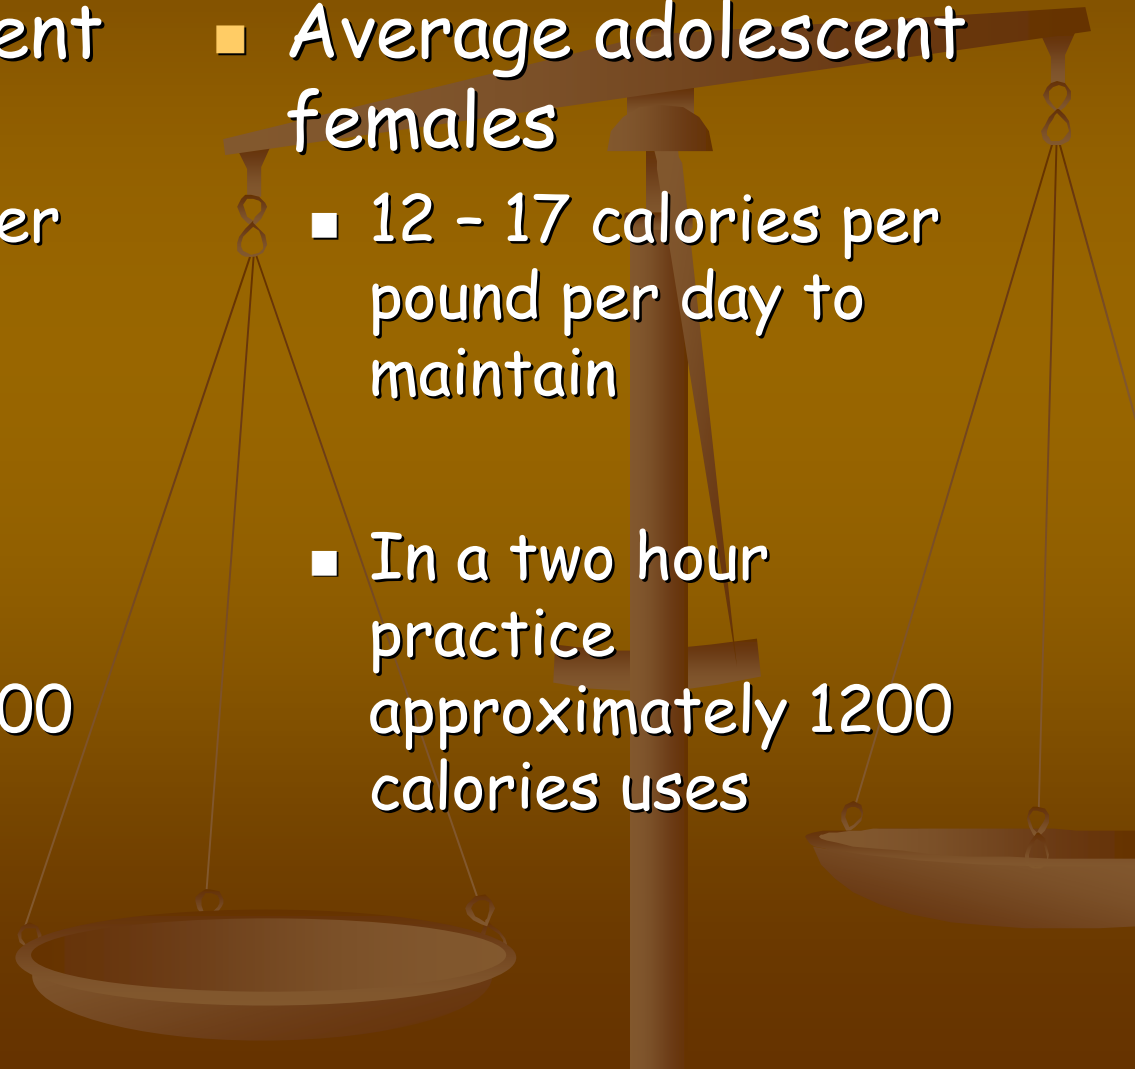 ent
er
00
Average adolescent
females
12 – 17 calories per
pound per day to
maintain
In a two hour
practice
approximately 1200
calories uses